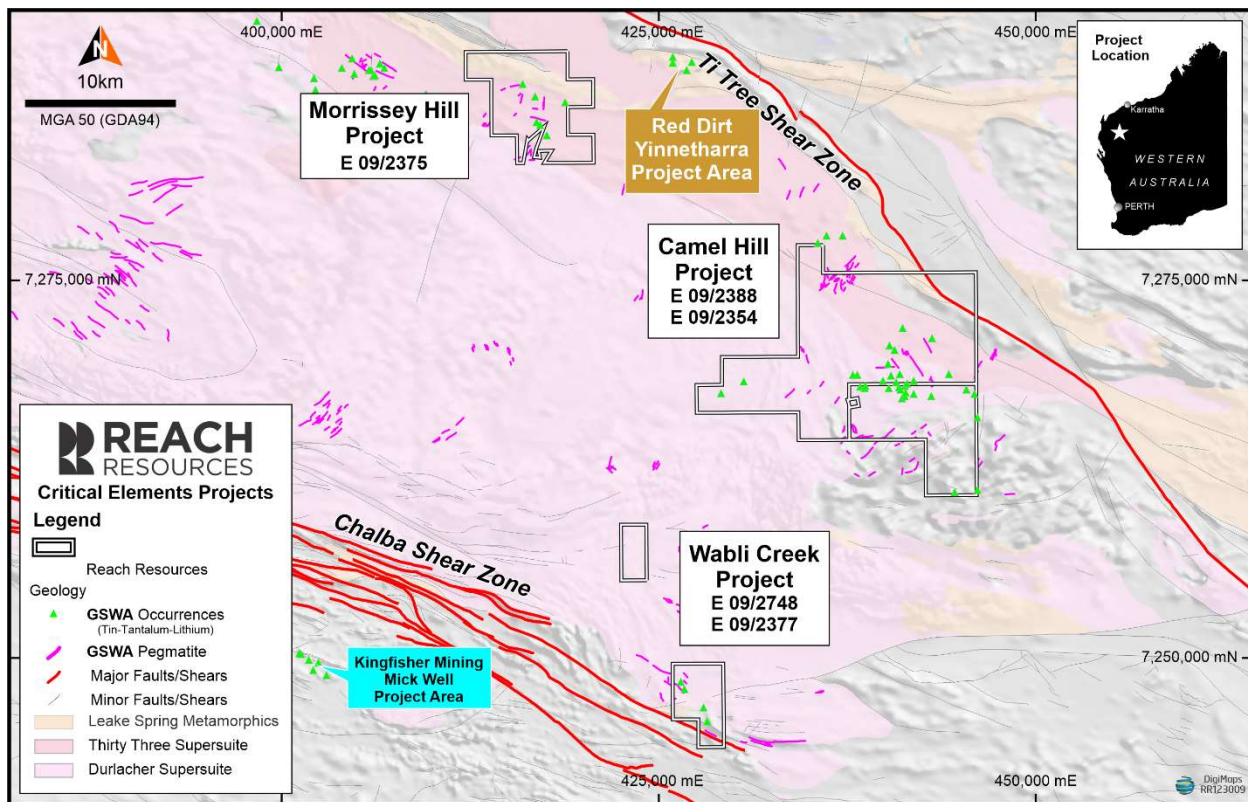 400,000 mE
425,000 mE
450,000 mE
N
10km
MGA 50 (GDA94)
Morrissey Hill
Project
E 09/2375
Red Dirt
Yinnetharra
Project Area
Ti Tree Shear Zone
Project
Location
Karratha
WESTERN
AUSTRALIA
PERTH
7,275,000 mN
7,275,000 mN
Camel Hill
Project
E 09/2388
E 09/2354
REACH
RESOURCES
Critical Elements Projects
Legend
Reach Resources
Geology
GSWA Occurrences
(Tin-Tantalum-Lithium)
GSWA Pegmatite
Major Faults/Shears
Minor Faults/Shears
Leake Spring Metamorphics
Thirty Three Supersuite
Durlacher Supersuite
Chalba Shear Zone
Wabli Creek
Project
E 09/2748
E 09/2377
Kingfisher Mining
Mick Well
Project Area
7,250,000 mN
400,000 mE
425,000 mE
450,000 mE
DigiMaps
RR123009